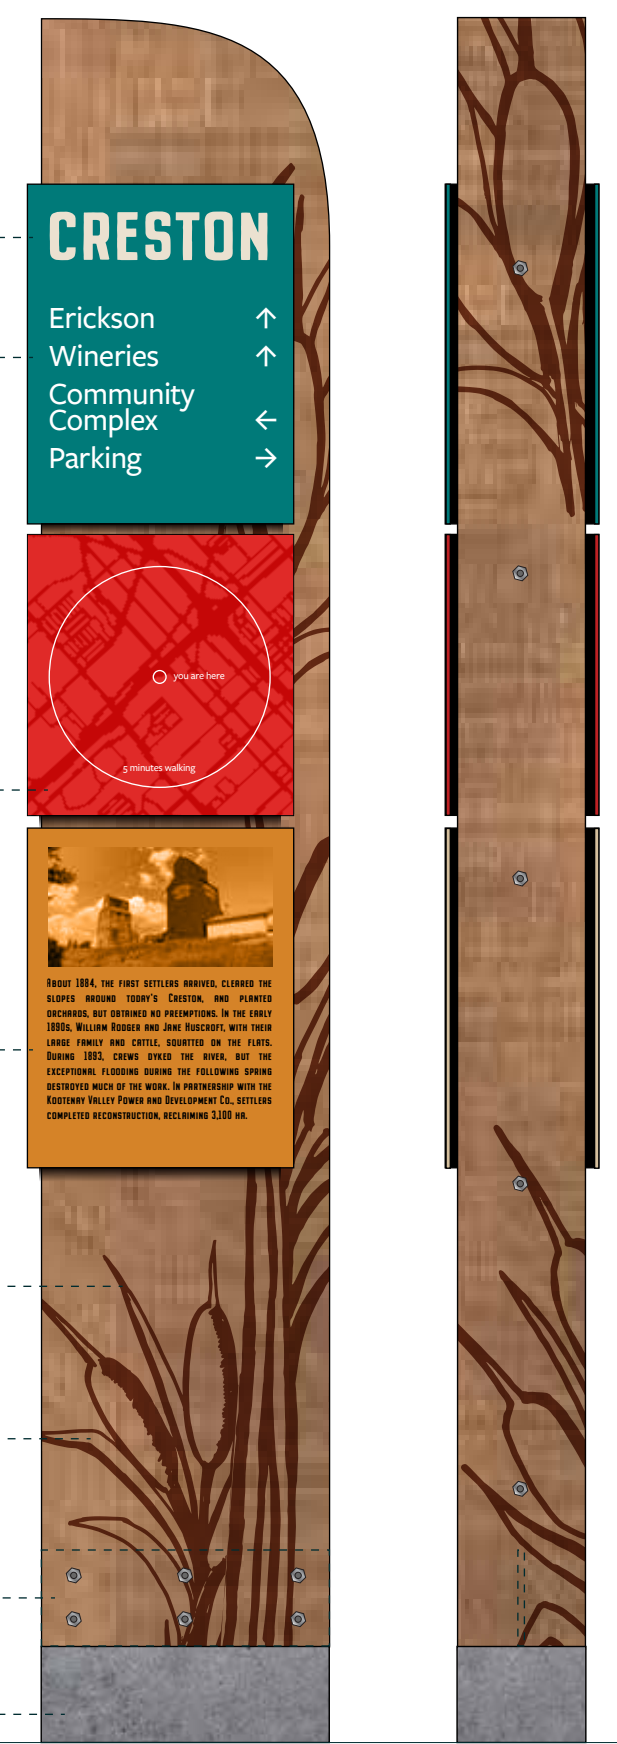 CRESTON
Erickson ↑
Wineries ↑
Community
Complex ←
Parking →
you are here
5 minutes walking
About 1884, the first settlers arrived, cleared the
slopes around today's Creston, and planted
orchards, but obtained no preemptions. In the early
1890s, William Rodger and Jane Huscroft, with their
large family and cattle, squatted on the flats.
During 1893, crews dyked the river, but the
exceptional flooding during the following spring
destroyed much of the work. In partnership with the
Kootenay Valley Power and Development Co., settlers
completed reconstruction, reclaiming 3,100 ha.